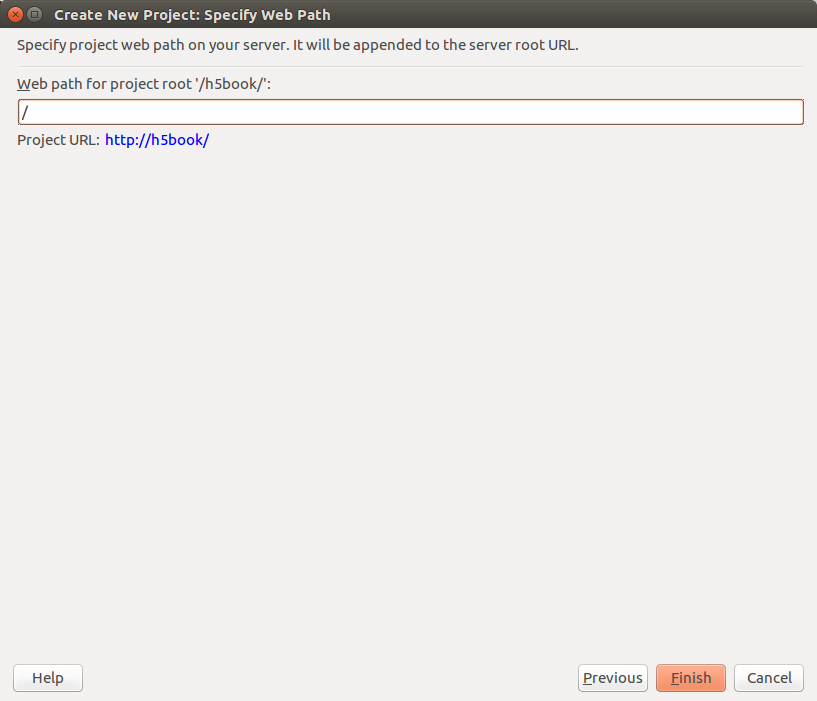 Create New Project: Specify Web Path
Specify project web path on your server. It will be appended to the server root URL.
Web path for project root '/h5book/':
/
Project URL: http://h5book/
Help Previous Finish Cancel